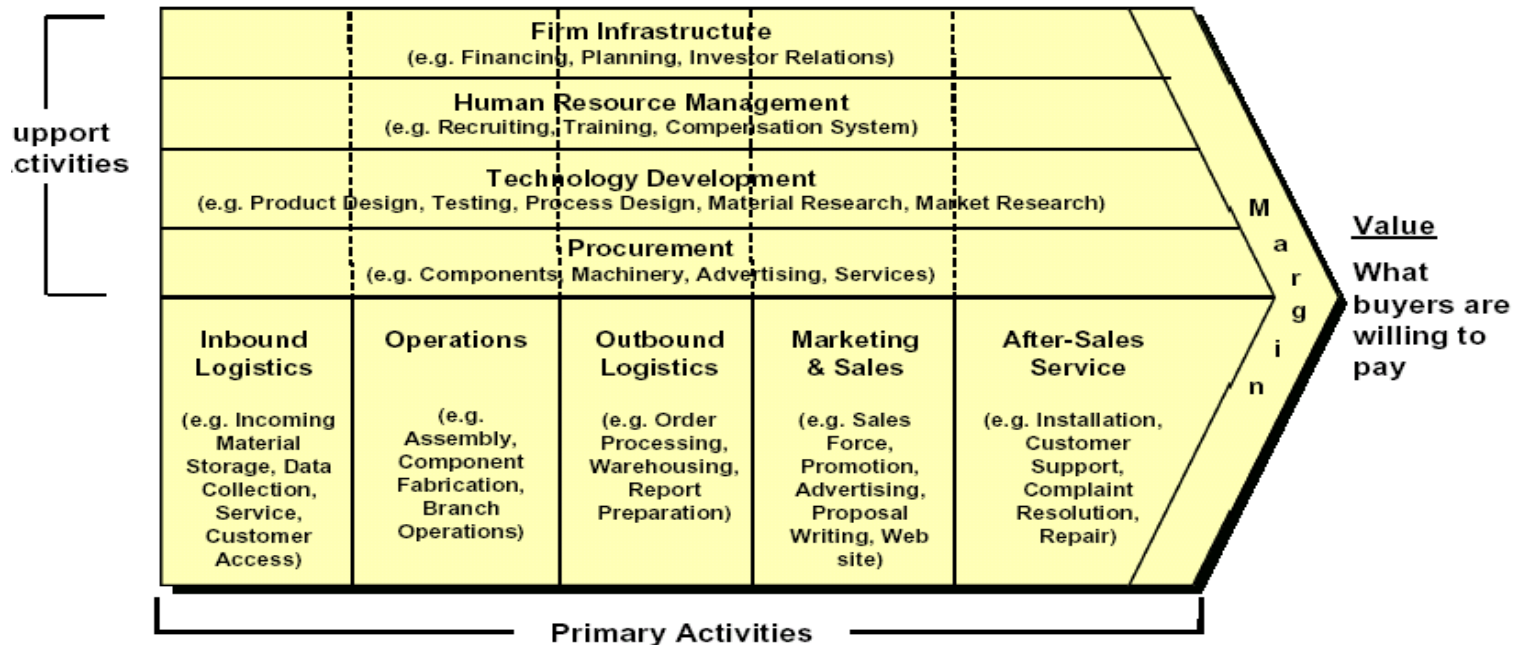 Firm Infrastructure
(e.g. Financing, Planning, Investor Relations)
Human Resource Management
(e.g. Recruiting, Training, Compensation System)
upport
ctivities
Technology Development
(e.g. Product Design, Testing, Process Design, Material Research, Market Research)
Procurement
(e.g. Components, Machinery, Advertising, Services)
Inbound
Logistics
(e.g. Incoming
Material
Storage, Data
Collection,
Service,
Customer
Access)
Operations
(e.g.
Assembly,
Component
Fabrication,
Branch
Operations)
Outbound
Logistics
(e.g. Order
Processing,
Warehousing,
Report
Preparation)
Marketing
& Sales
(e.g. Sales
Force,
Promotion,
Advertising,
Proposal
Writing, Web
site)
After-Sales
Service
(e.g. Installation,
Customer
Support,
Complaint
Resolution,
Repair)
Margin
Value
What
buyers are
willing to
pay
Primary Activities